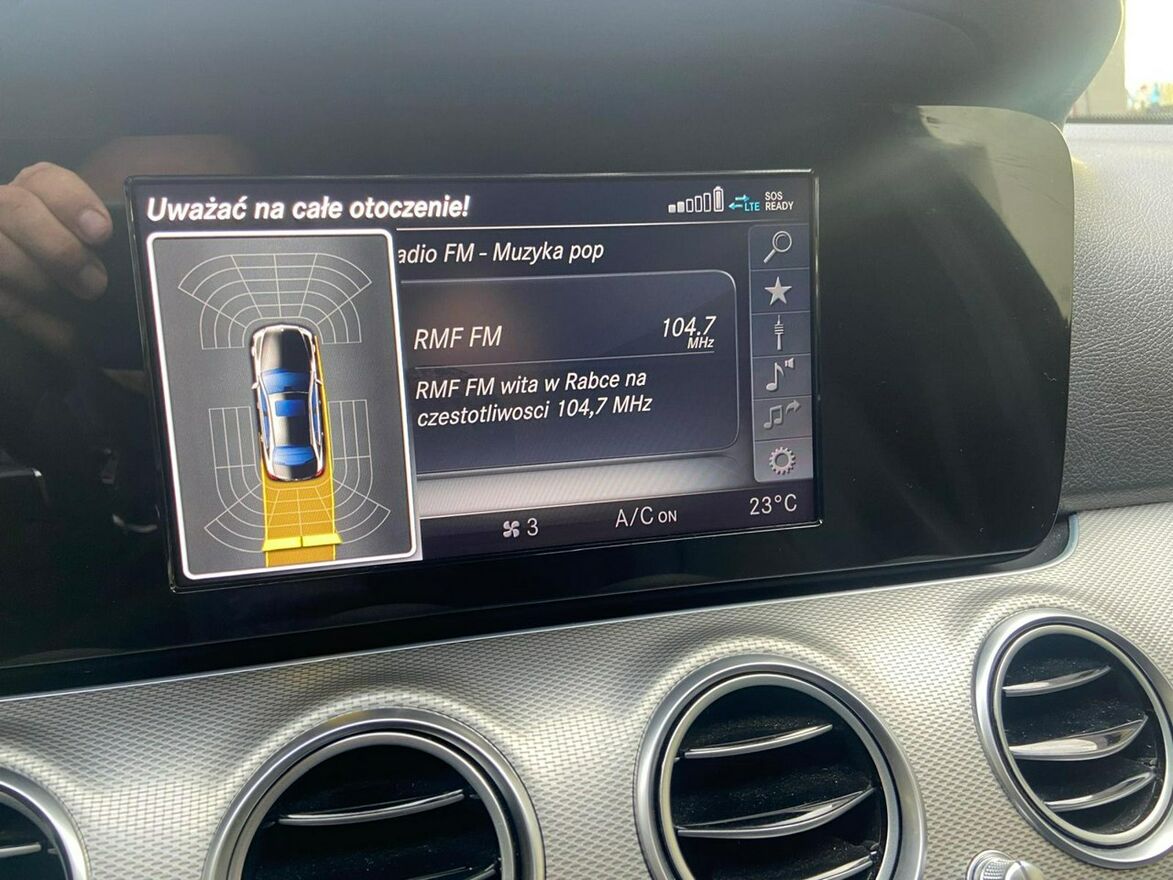 Uważać na całe otoczenie!
LTE
SOS
READY
adio FM - Muzyka pop
RMF FM
104.7
MHz
RMF FM wita w Rabce na
czestotliwosci 104,7 MHz
3
A/C ON
23°C